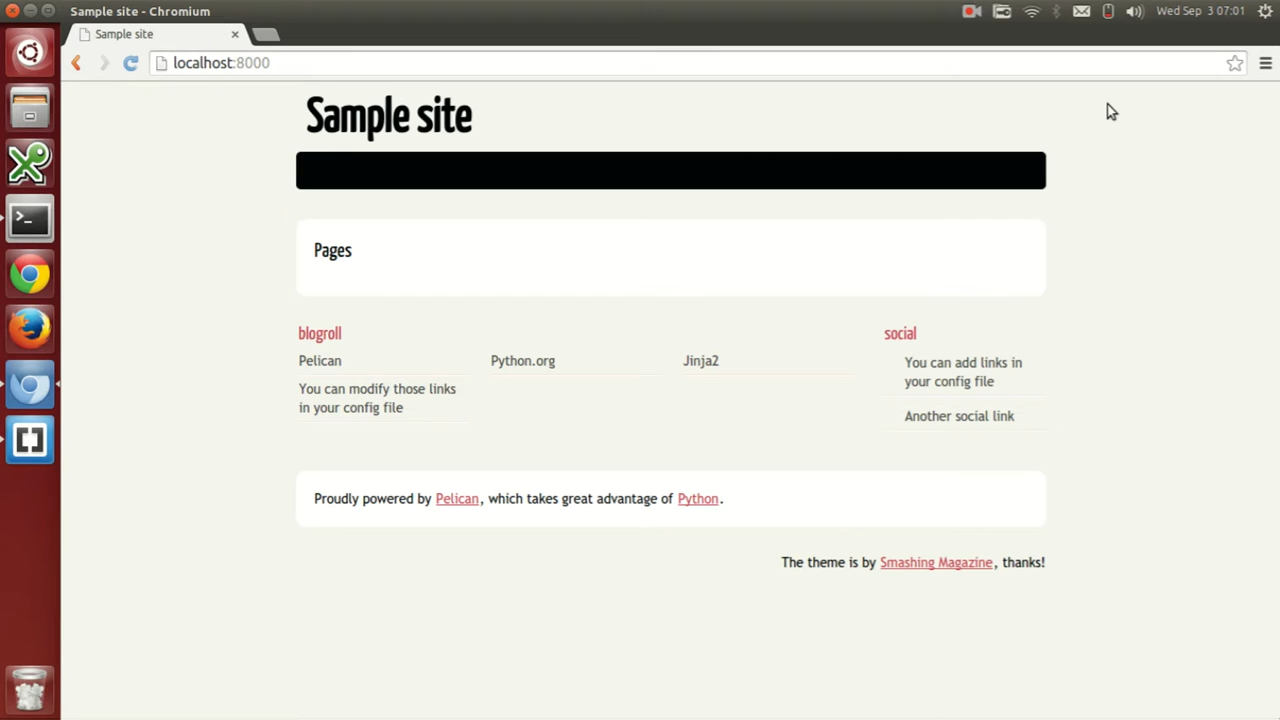 Sample site - Chromium
Wed Sep 3 07:01
Sample site
localhost:8000
Sample site
Pages
blogroll
social
Pelican
Python.org
Jinja2
You can modify those links
in your config file
You can add links in
your config file
Another social link
Proudly powered by Pelican, which takes great advantage of Python.
The theme is by Smashing Magazine, thanks!